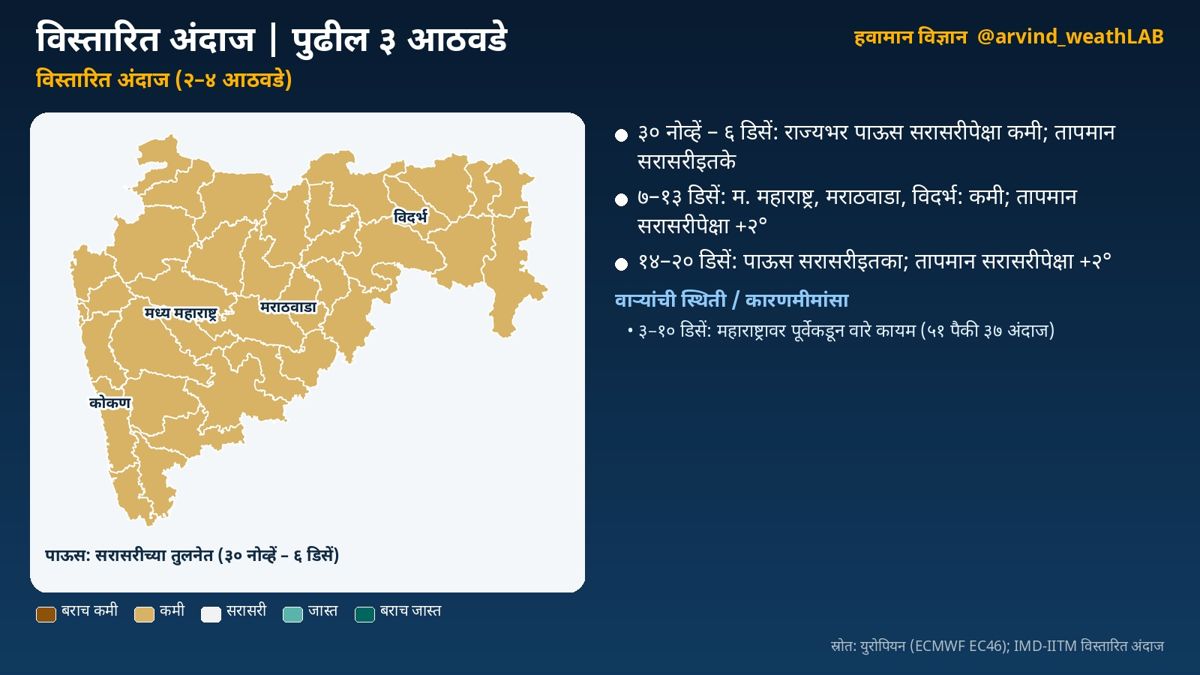 विस्तारित अंदाज | पुढील ३ आठवडे
हवामान विज्ञान @arvind_weathLAB
विस्तारित अंदाज (२–४ आठवडे)
विदर्भ
मध्य महाराष्ट्र
मराठवाडा
कोकण
पाऊस: सरासरीच्या तुलनेत (३० नोव्हें – ६ डिसें)
बराच कमी
कमी
सरासरी
जास्त
बराच जास्त
● ३० नोव्हें – ६ डिसें: राज्यभर पाऊस सरासरीपेक्षा कमी; तापमान
सरासरीइतके
● ७–१३ डिसें: म. महाराष्ट्र, मराठवाडा, विदर्भ: कमी; तापमान
सरासरीपेक्षा +२°
● १४–२० डिसें: पाऊस सरासरीइतका; तापमान सरासरीपेक्षा +२°
वाऱ्यांची स्थिती / कारणमीमांसा
• ३–१० डिसें: महाराष्ट्रावर पूर्वेकडून वारे कायम (५१ पैकी ३७ अंदाज)
स्रोत: युरोपियन (ECMWF EC46); IMD-IITM विस्तारित अंदाज